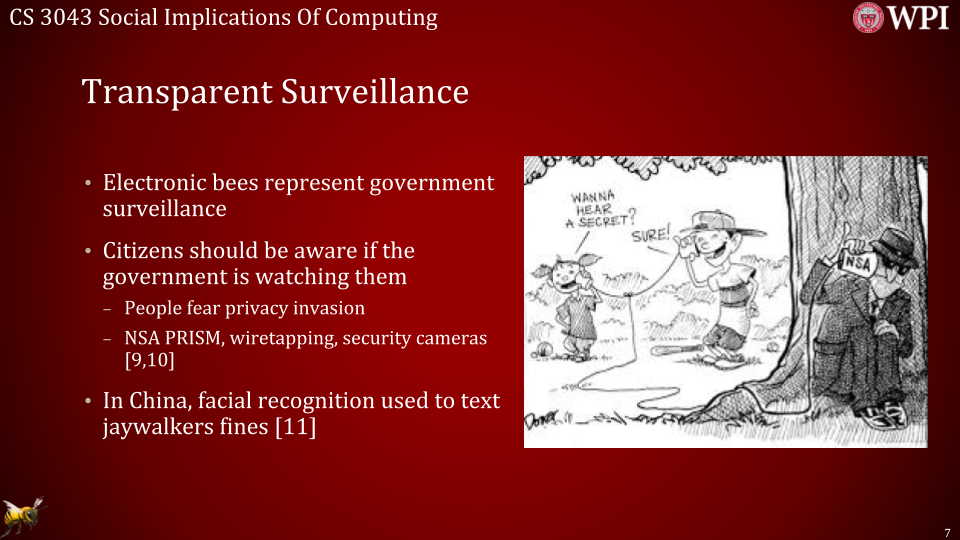 CS 3043 Social Implications Of Computing
WPI
Transparent Surveillance
• Electronic bees represent government
surveillance
• Citizens should be aware if the
government is watching them
– People fear privacy invasion
– NSA PRISM, wiretapping, security cameras
[9,10]
• In China, facial recognition used to text
jaywalkers fines [11]
WANNA
HEAR
A SECRET?
SURE!
NSA
7